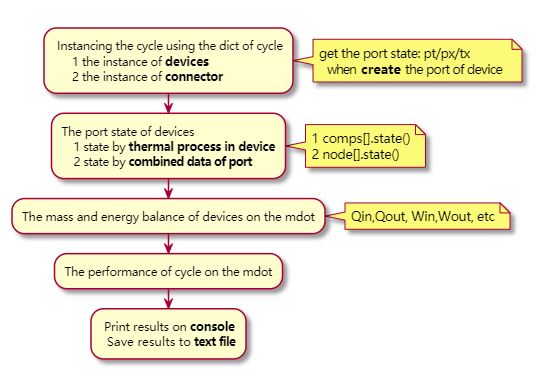 Instancing the cycle using the dict of cycle
1 the instance of devices
2 the instance of connector
get the port state: pt/px/tx
when create the port of device
The port state of devices
1 state by thermal process in device
2 state by combined data of port
1 comps[].state()
2 node[].state()
The mass and energy balance of devices on the mdot
Qin,Qout, Win,Wout, etc
The performance of cycle on the mdot
Print results on console
Save results to text file